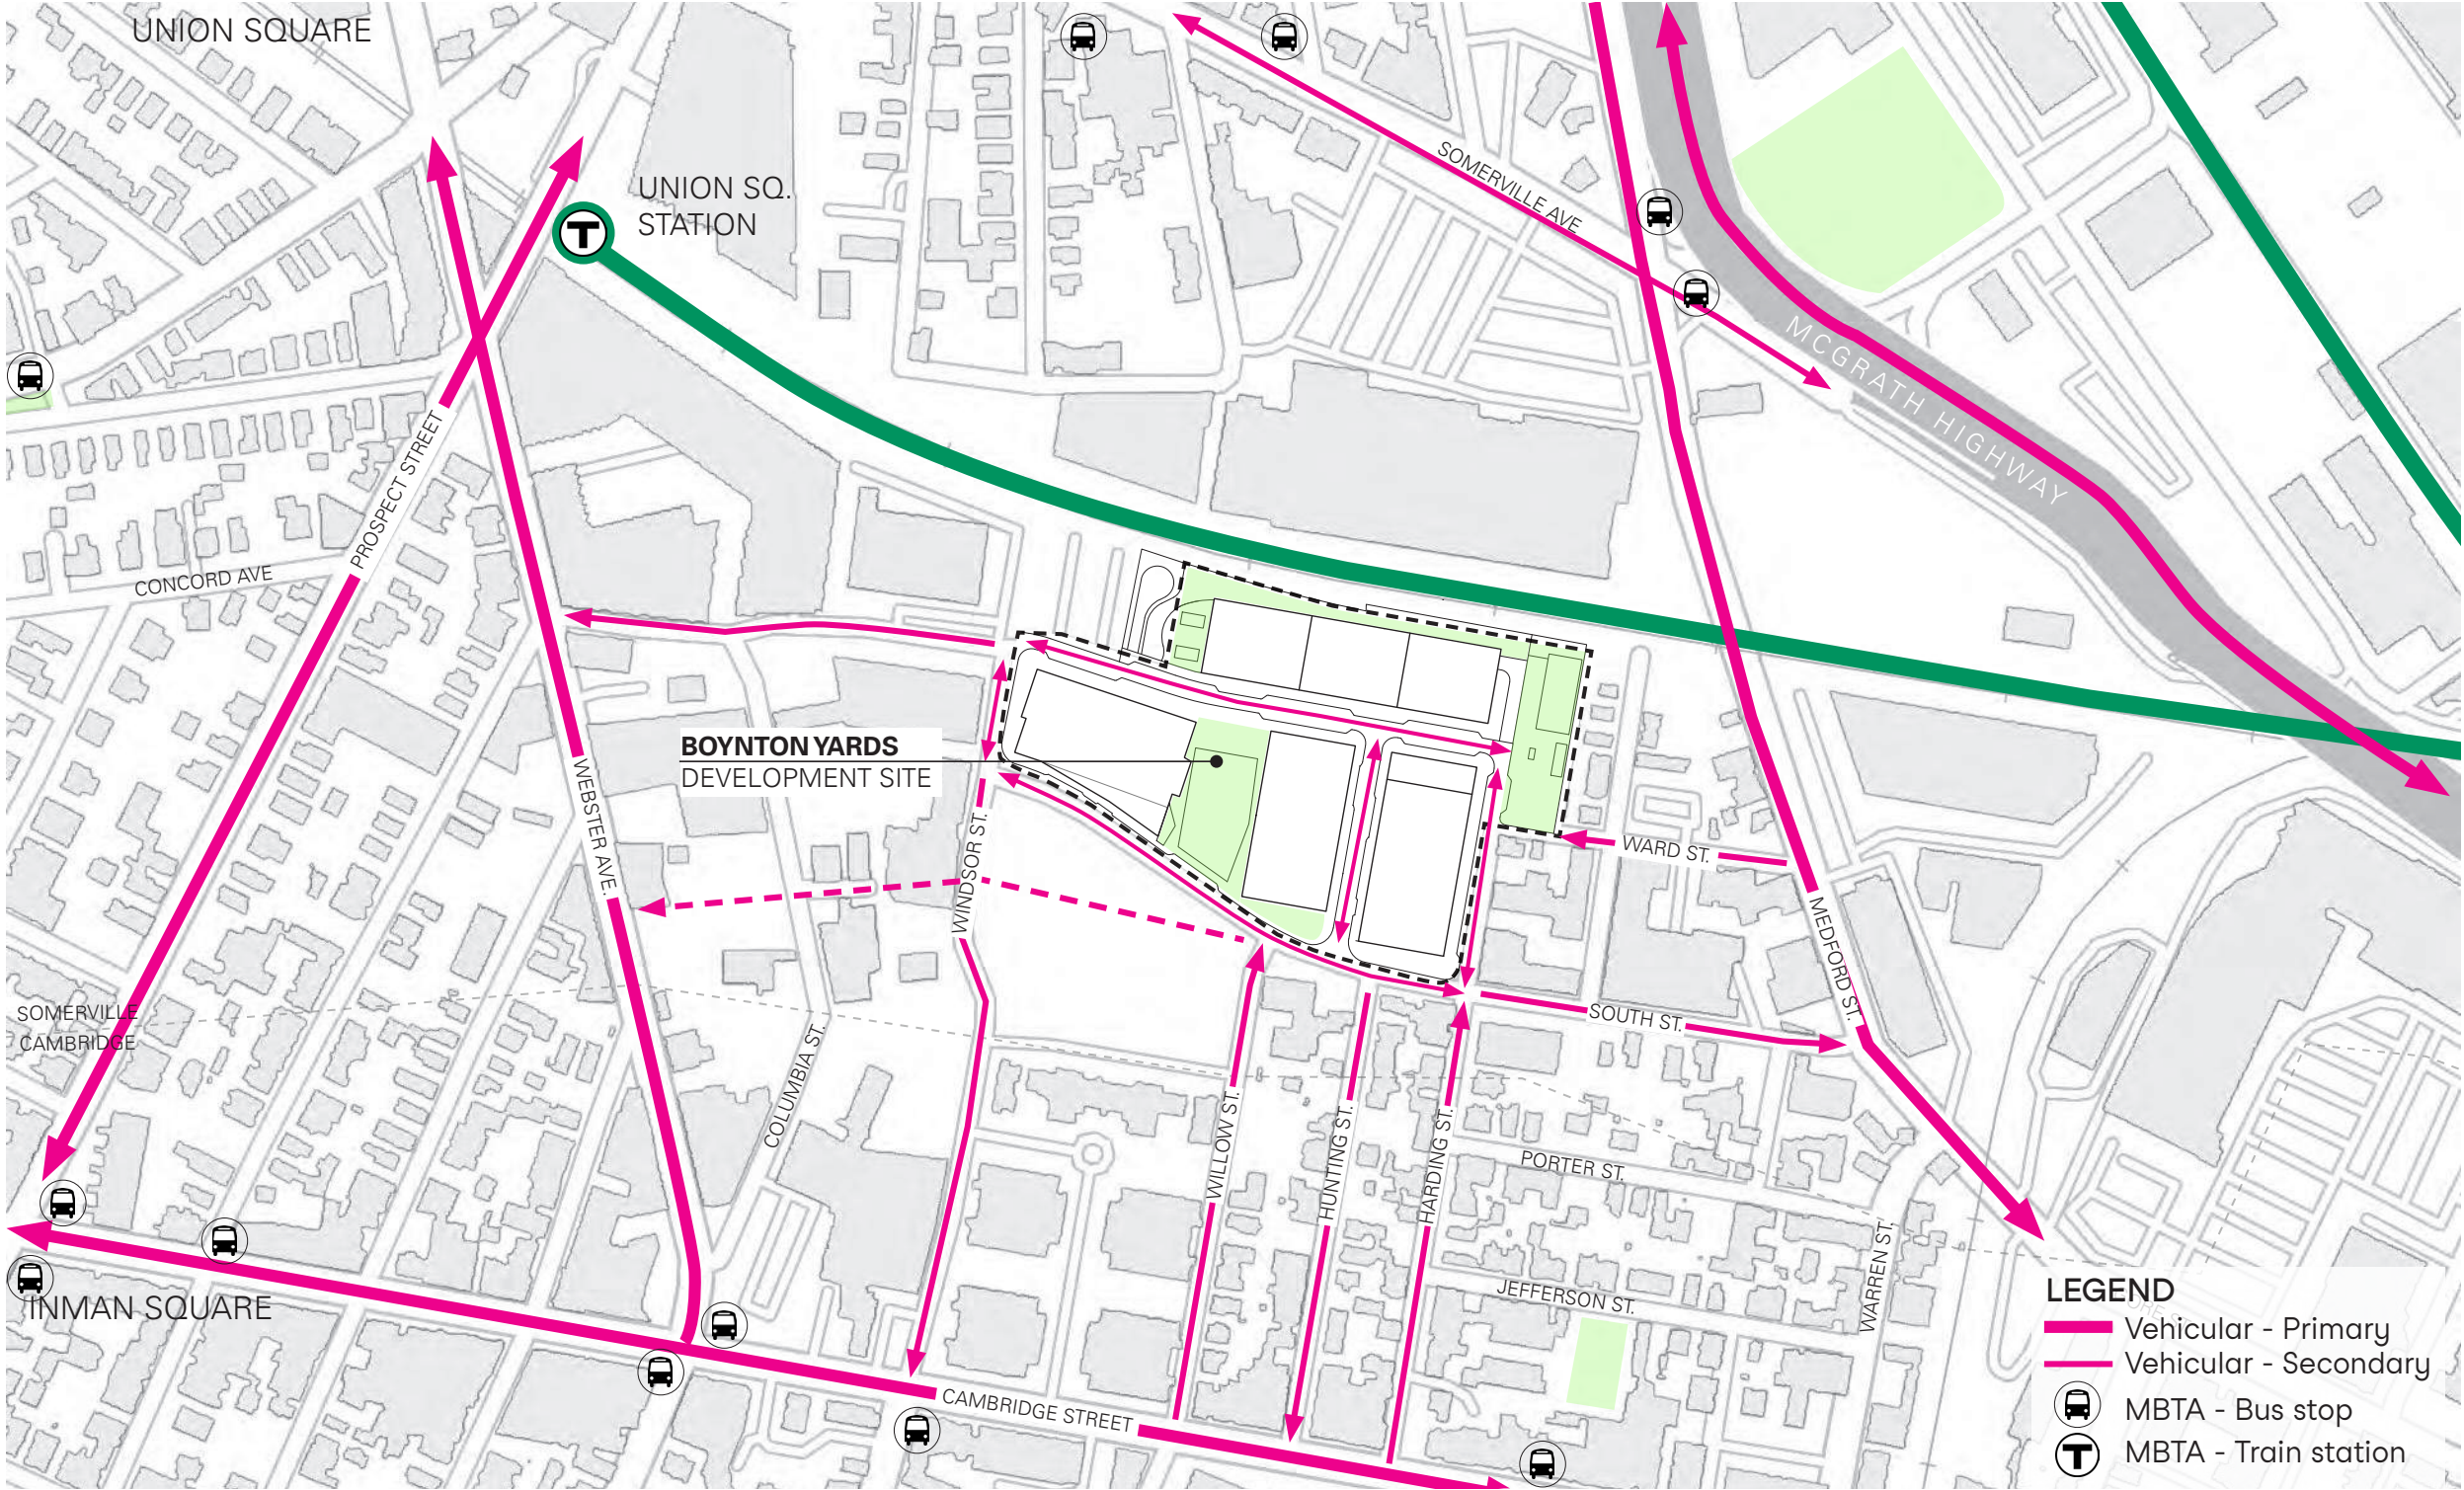 UNION SQUARE
UNION SQ.
STATION
SOMERVILLE AVE
MCGRATH HIGHWAY
PROSPECT STREET
CONCORD AVE
BOYNTON YARDS
DEVELOPMENT SITE
WEBSTER AVE.
WINDSOR ST.
WARD ST.
MEDFORD ST.
SOMERVILLE
CAMBRIDGE
SOUTH ST.
COLUMBIA ST.
WILLOW ST.
HUNTING ST.
HARDING ST.
PORTER ST.
WARREN ST.
JEFFERSON ST.
INMAN SQUARE
CAMBRIDGE STREET
LEGEND
Vehicular - Primary
Vehicular - Secondary
MBTA - Bus stop
T MBTA - Train station
T